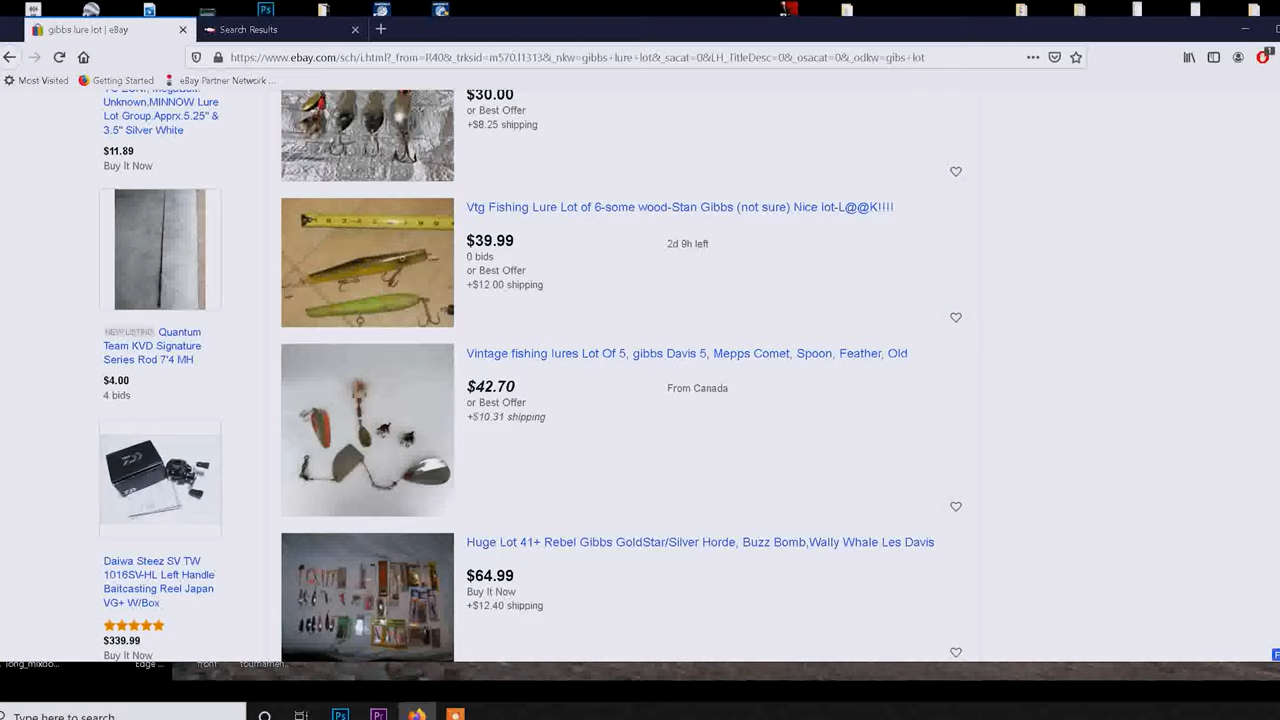 Ps
gibbs lure lot | eBay
Search Results
https://www.ebay.com/sch/i.html?_from=R40&_trksid=m570.l1313&_nkw=gibbs+lure+lot&_sacat=0&LH_TitleDesc=0&_osacat=0&_odkw=gibs+lot
1
Most Visited
Getting Started
eBay Partner Network ...
Unknown,MINNOW Lure
Lot Group.Apprx.5.25" &
3.5" Silver White
$11.89
Buy It Now
NEW LISTING Quantum
Team KVD Signature
Series Rod 7'4 MH
$4.00
4 bids
Daiwa Steez SV TW
1016SV-HL Left Handle
Baitcasting Reel Japan
VG+ W/Box
$339.99
Buy It Now
$30.00
or Best Offer
+$8.25 shipping
Vtg Fishing Lure Lot of 6-some wood-Stan Gibbs (not sure) Nice lot-L@@K!!!!
$39.99
2d 9h left
0 bids
or Best Offer
+$12.00 shipping
Vintage fishing lures Lot Of 5, gibbs Davis 5, Mepps Comet, Spoon, Feather, Old
$42.70
From Canada
or Best Offer
+$10.31 shipping
Huge Lot 41+ Rebel Gibbs GoldStar/Silver Horde, Buzz Bomb,Wally Whale Les Davis
$64.99
Buy It Now
+$12.40 shipping
Edge ...
Type here to search
Ps
Pr